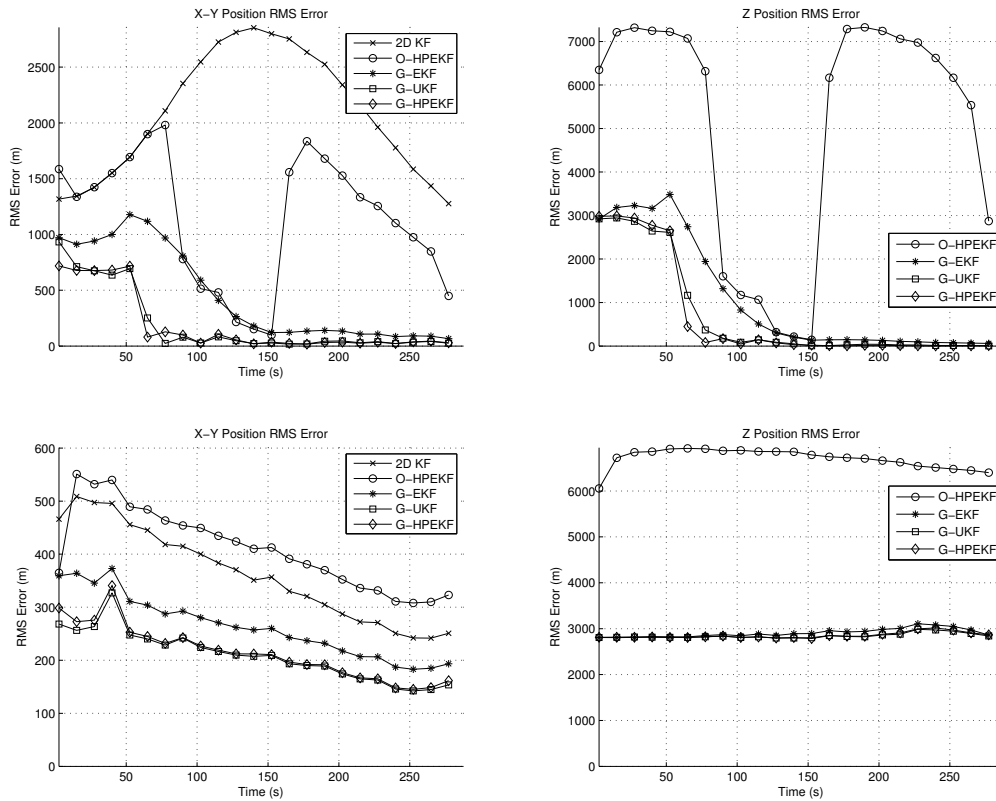 X−Y Position RMS Error
2D KF
O−HPEKF
G−EKF
G−UKF
G−HPEKF
2500
2000
1500
1000
500
0
RMS Error (m)
50 100 150 200 250
Time (s)
Z Position RMS Error
7000
6000
5000
4000
3000
2000
1000
0
RMS Error (m)
O−HPEKF
G−EKF
G−UKF
G−HPEKF
50 100 150 200 250
Time (s)
X−Y Position RMS Error
600
500
400
300
200
100
0
RMS Error (m)
2D KF
O−HPEKF
G−EKF
G−UKF
G−HPEKF
50 100 150 200 250
Time (s)
Z Position RMS Error
6000
5000
4000
3000
2000
1000
0
RMS Error (m)
O−HPEKF
G−EKF
G−UKF
G−HPEKF
50 100 150 200 250
Time (s)